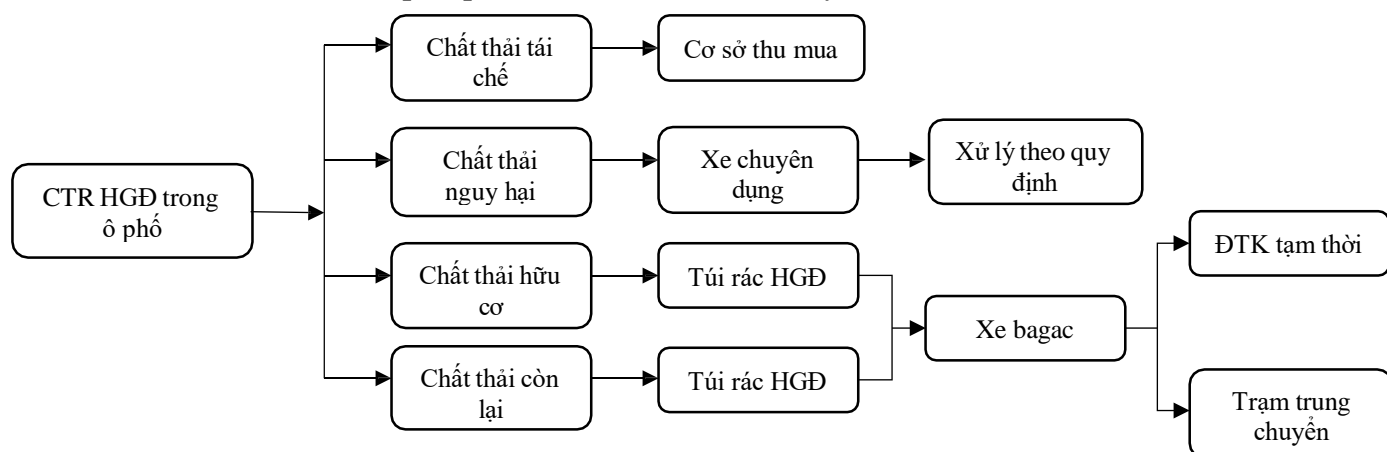 Chất thải tái
chế
Cơ sở thu mua
Chất thải
nguy hại
Xe chuyên
dụng
Xử lý theo quy
định
CTR HGĐ trong
ô phố
Chất thải hữu
cơ
Túi rác HGĐ
Chất thải còn
lại
Túi rác HGĐ
Xe bagac
ĐTK tạm thời
Trạm trung
chuyển